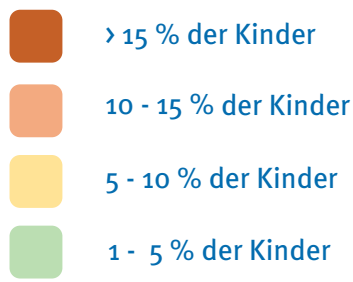 > 15 % der Kinder
10 - 15 % der Kinder
5 - 10 % der Kinder
1 - 5 % der Kinder